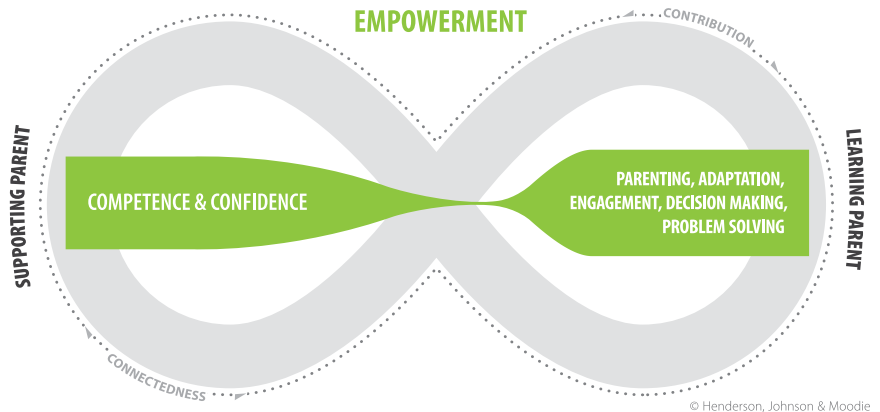 EMPOWERMENT
CONTRIBUTION
SUPPORTING PARENT
COMPETENCE & CONFIDENCE
PARENTING, ADAPTATION,
ENGAGEMENT, DECISION MAKING,
PROBLEM SOLVING
LEARNING PARENT
CONNECTEDNESS
© Henderson, Johnson & Moodie